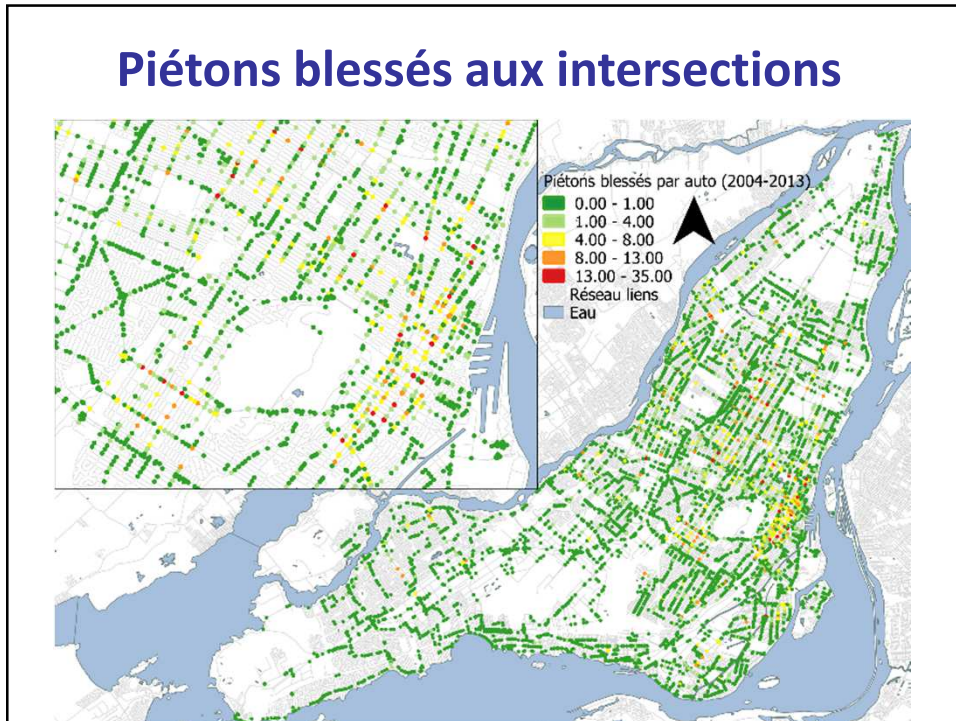 Piétons blessés aux intersections
Piétons blessés par auto (2004-2013)
0.00 - 1.00
1.00 - 4.00
4.00 - 8.00
8.00 - 13.00
13.00 - 35.00
Réseau liens
Eau